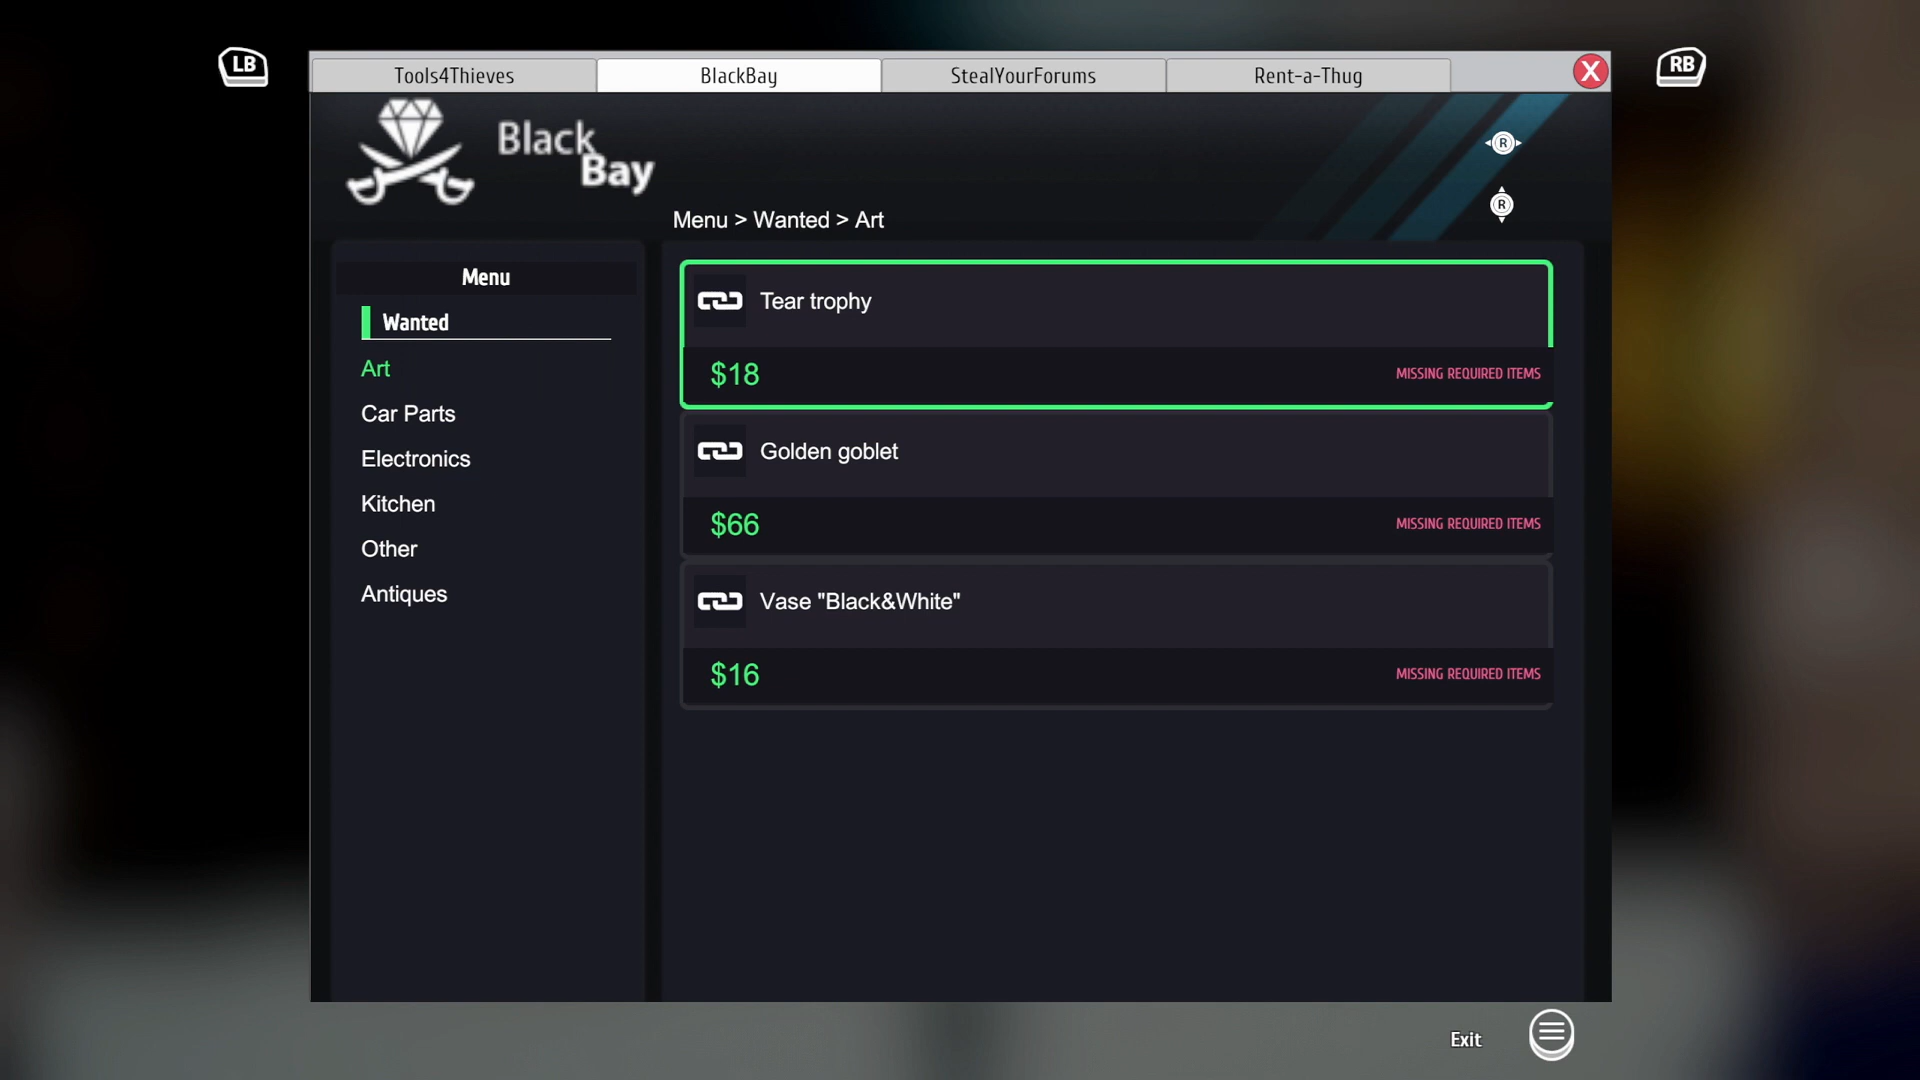 LB
RB
Tools4Thieves
BlackBay
StealYourForums
Rent-a-Thug
X
Black
Bay
R
R
Menu > Wanted > Art
Menu
Wanted
Art
Car Parts
Electronics
Kitchen
Other
Antiques
Tear trophy
$18
MISSING REQUIRED ITEMS
Golden goblet
$66
MISSING REQUIRED ITEMS
Vase "Black&White"
$16
MISSING REQUIRED ITEMS
Exit